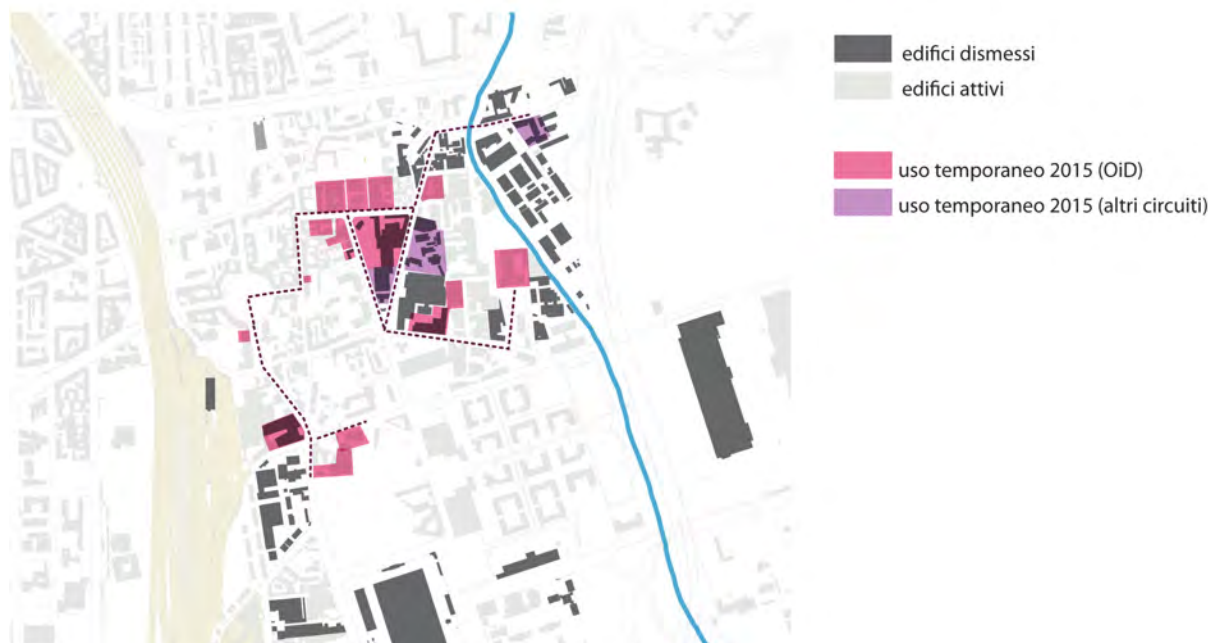 edifici dismessi
edifici attivi
uso temporaneo 2015 (OiD)
uso temporaneo 2015 (altri circuiti)